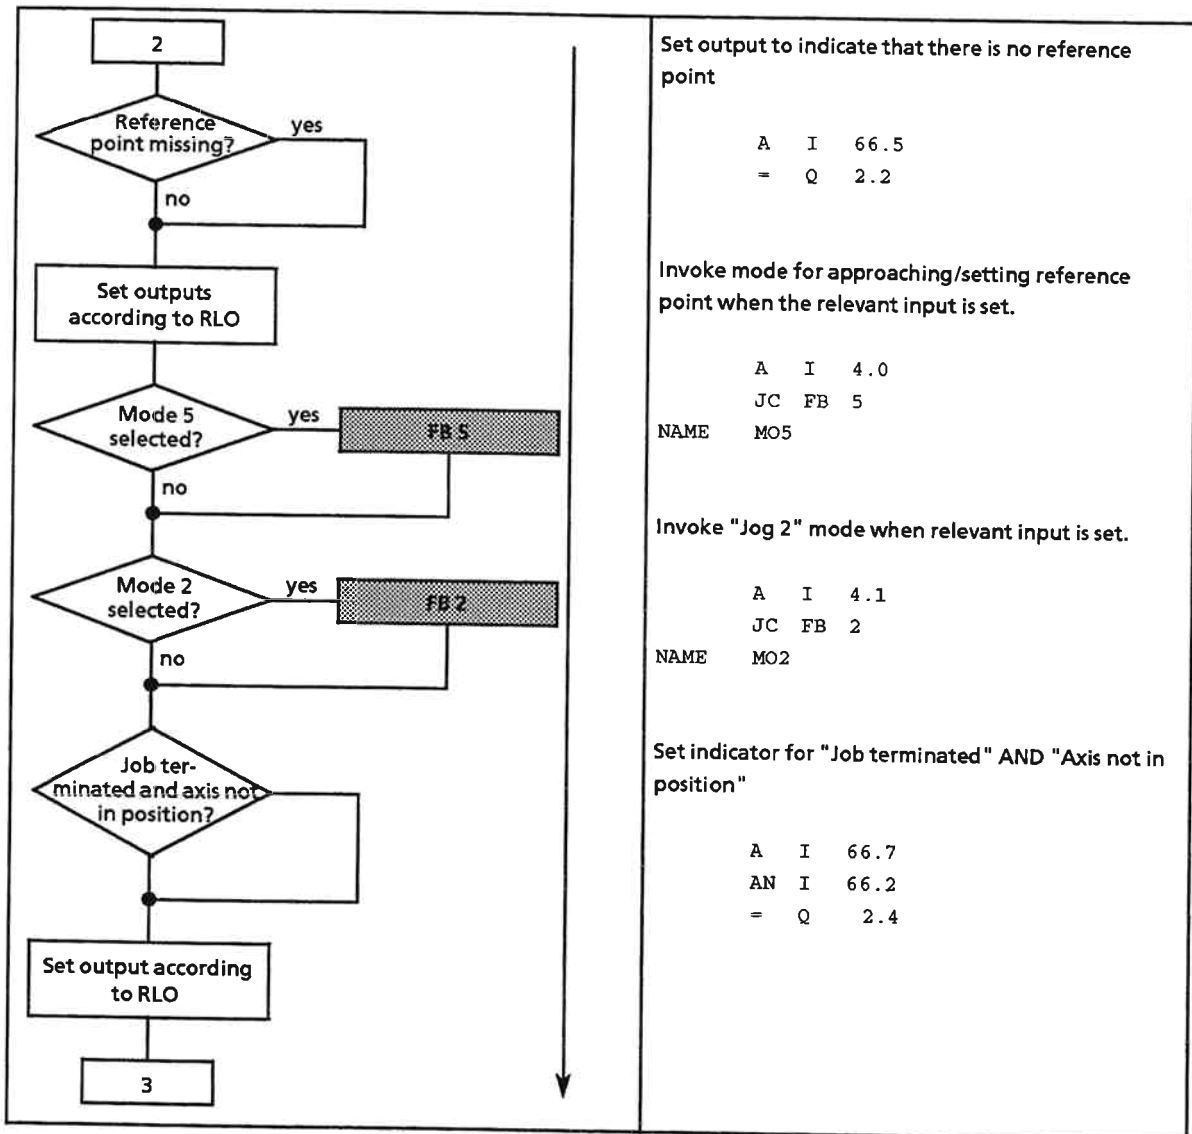 2
Reference
point missing?
yes
no
Set outputs
according to RLO
Mode 5
selected?
yes
FB 5
no
Mode 2
selected?
yes
FB 2
no
Job ter-
minated and axis not
in position?
Set output according
to RLO
3
Set output to indicate that there is no reference
point
A I 66.5
= Q 2.2
Invoke mode for approaching/setting reference
point when the relevant input is set.
A I 4.0
JC FB 5
NAME MO5
Invoke "Jog 2" mode when relevant input is set.
A I 4.1
JC FB 2
NAME MO2
Set indicator for "Job terminated" AND "Axis not in
position"
A I 66.7
AN I 66.2
= Q 2.4